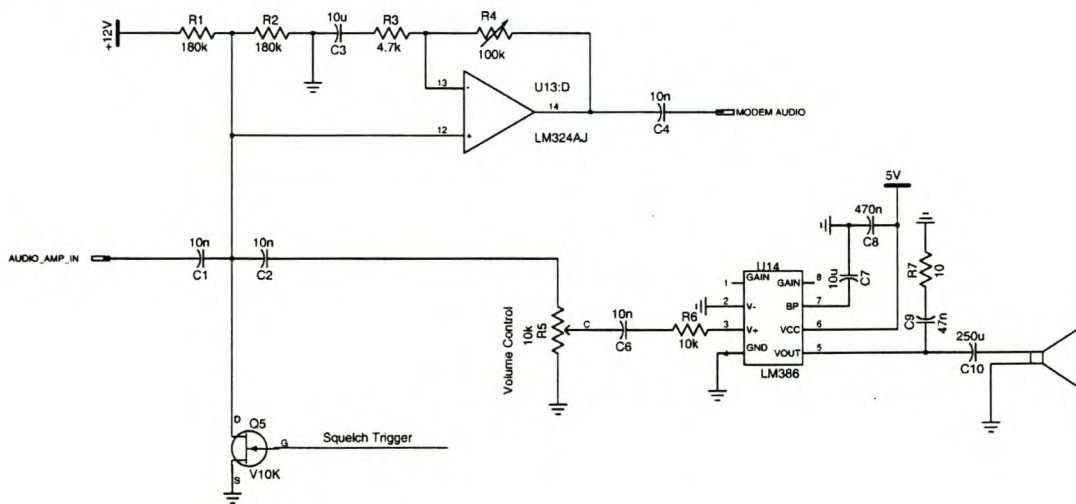 +12V
R1
180k
R2
180k
10u
C3
R3
4.7k
R4
100k
13
-
12
+
U13:D
14
LM324AJ
10n
C4
MODEM AUDIO
AUDIO_AMP_IN
10n
C1
10n
C2
Volume Control
10k
R5
C
10n
C6
R6
10k
5V
470n
C8
10u
C7
R7
10
C9
47n
U14
1
GAIN
GAIN
8
2
V-
BP
7
3
V+
VCC
6
GND
VOUT
5
LM386
250u
C10
D
Q5
G
Squelch Trigger
S
V10K